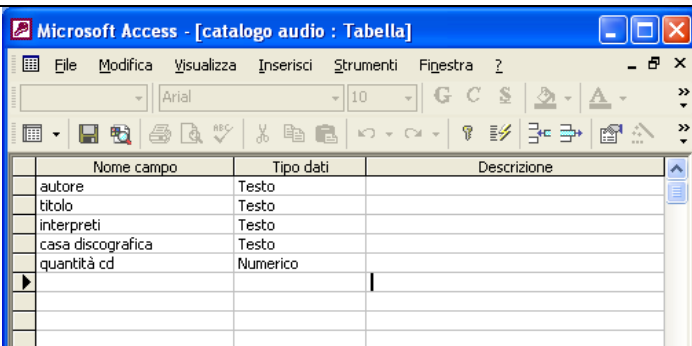 Microsoft Access - [catalogo audio : Tabella]
File Modifica Visualizza Inserisci Strumenti Finestra ?
Arial 10 G C S A
ABC
Nome campo Tipo dati Descrizione
autore Testo
titolo Testo
interpreti Testo
casa discografica Testo
quantità cd Numerico